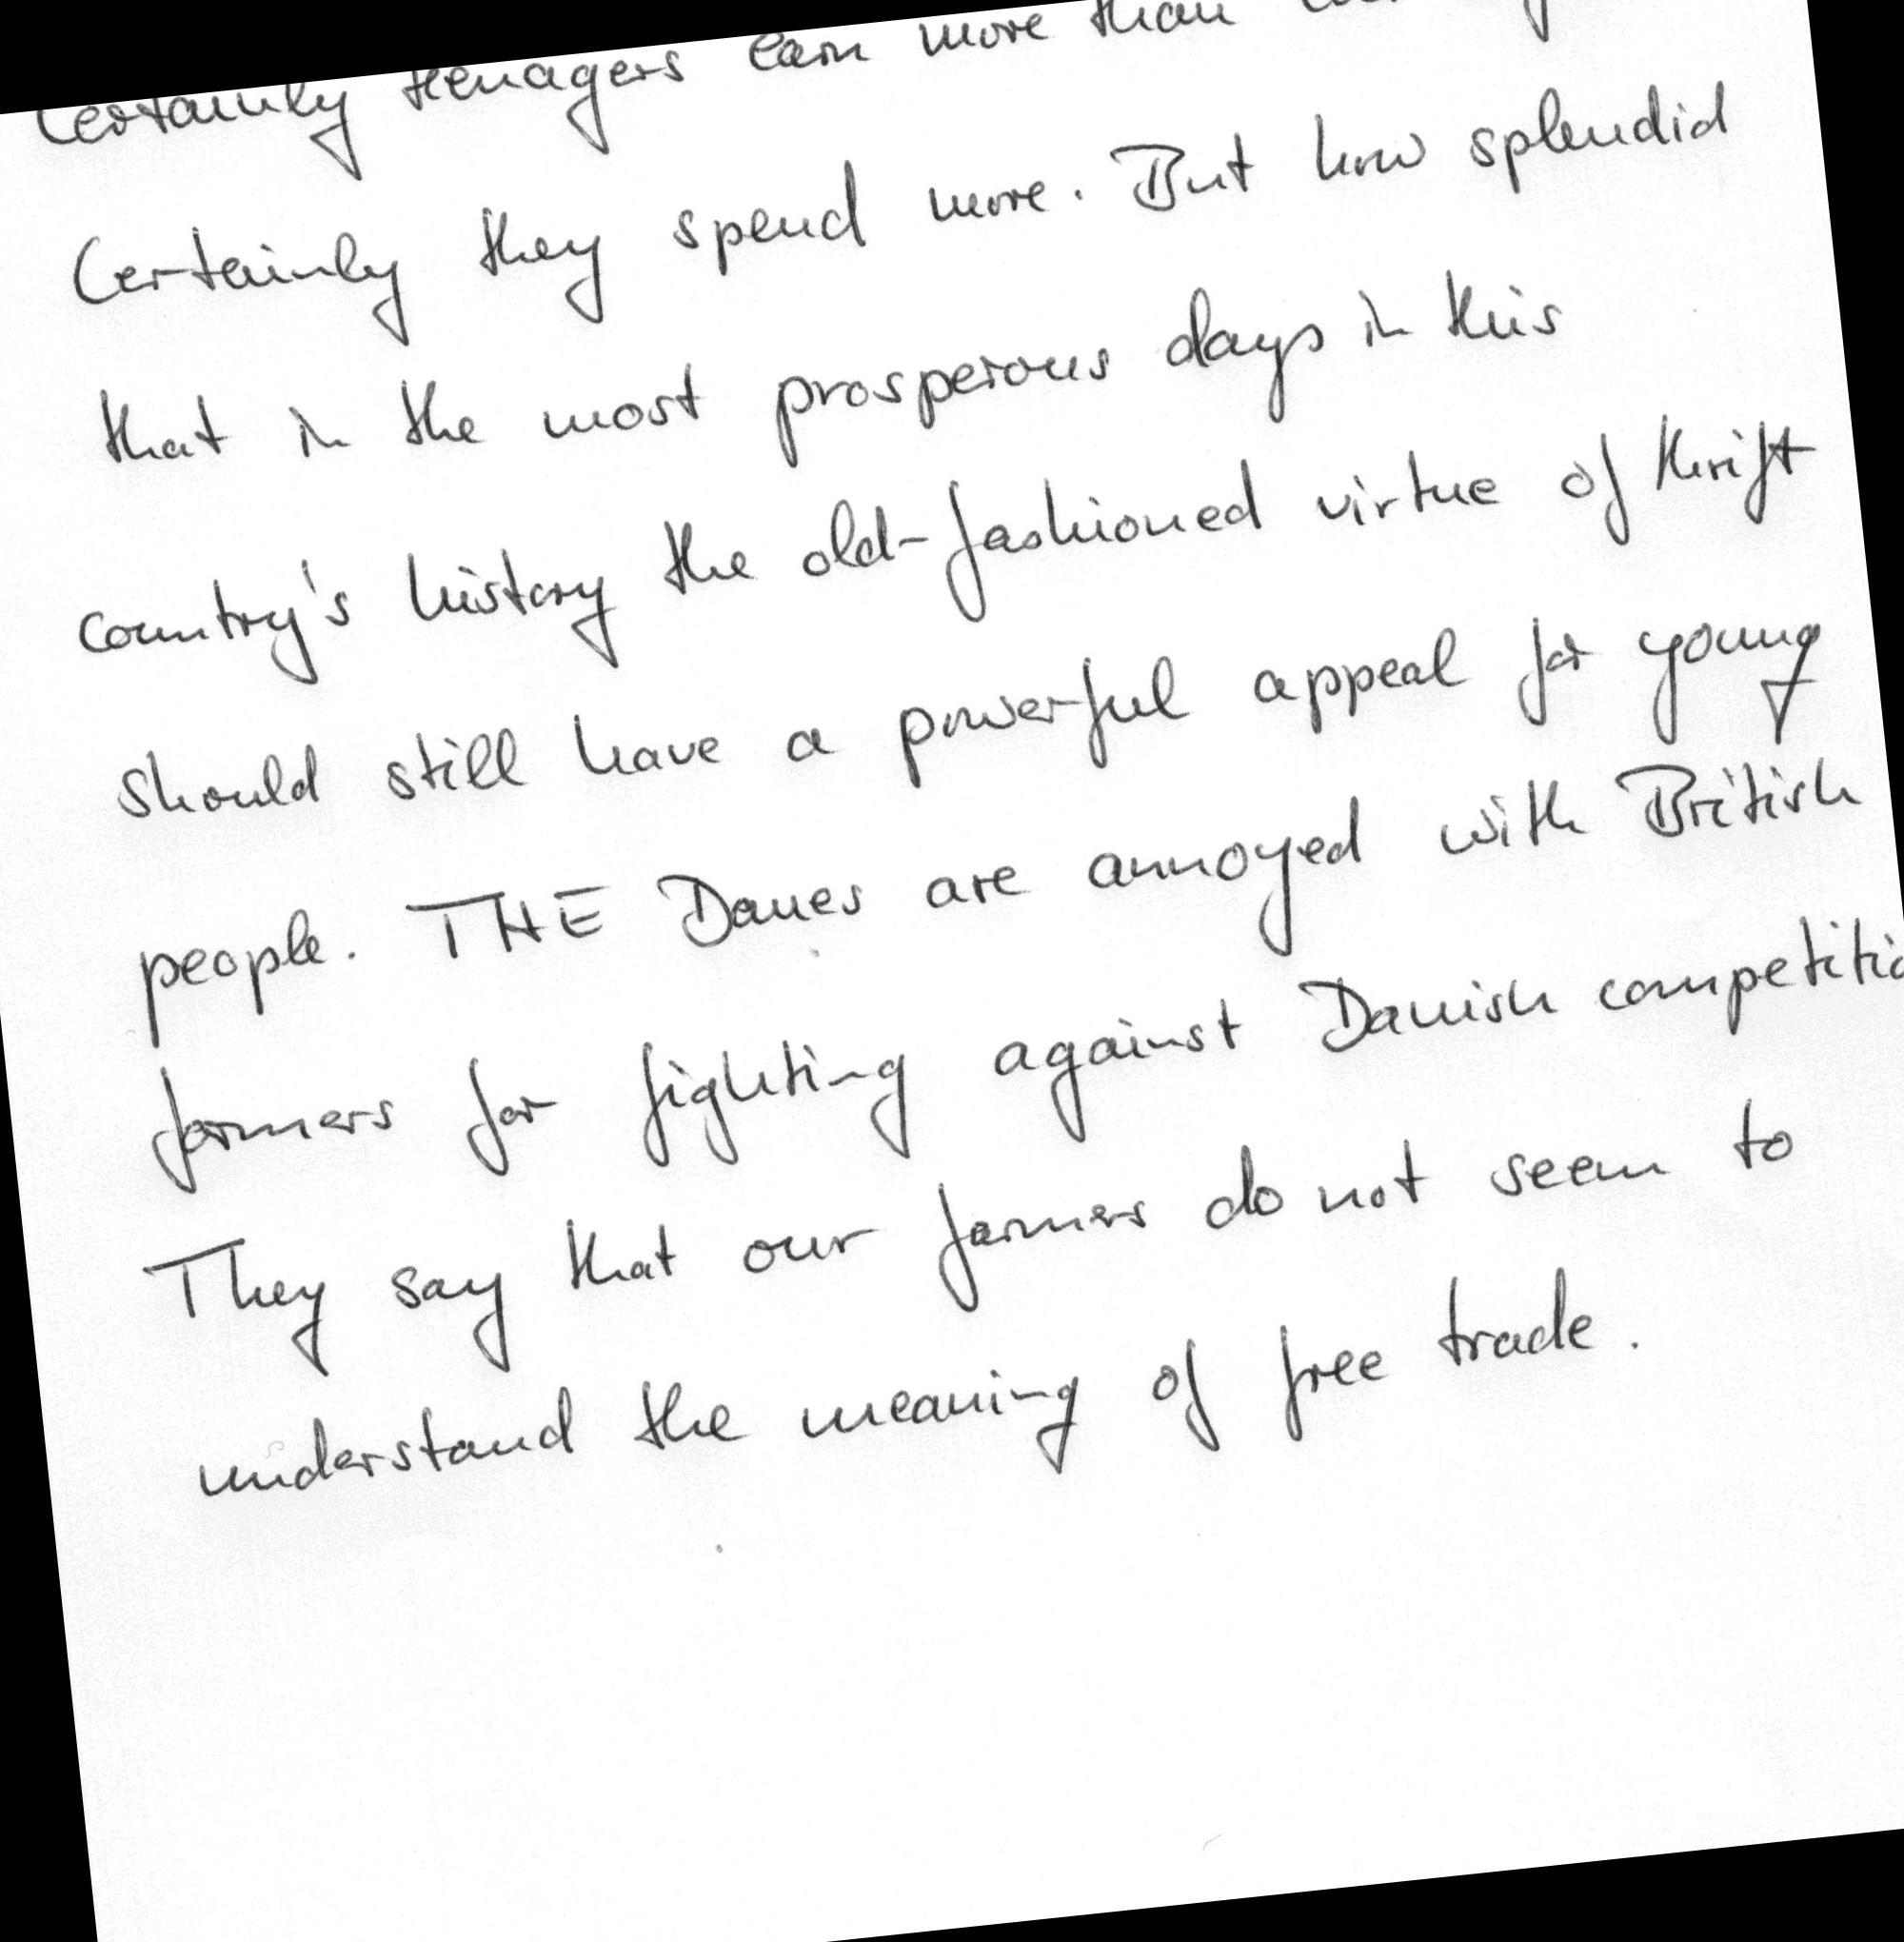 Certainly teenagers earn more than
Certainly they spend more. But how splendid
that in the most prosperous days in this
country's history the old-fashioned virtue of thrift
should still have a powerful appeal for young
people. THE Danes are annoyed with British
farmers for fighting against Danish competitio
They say that our farmers do not seem to
understand the meaning of free trade.